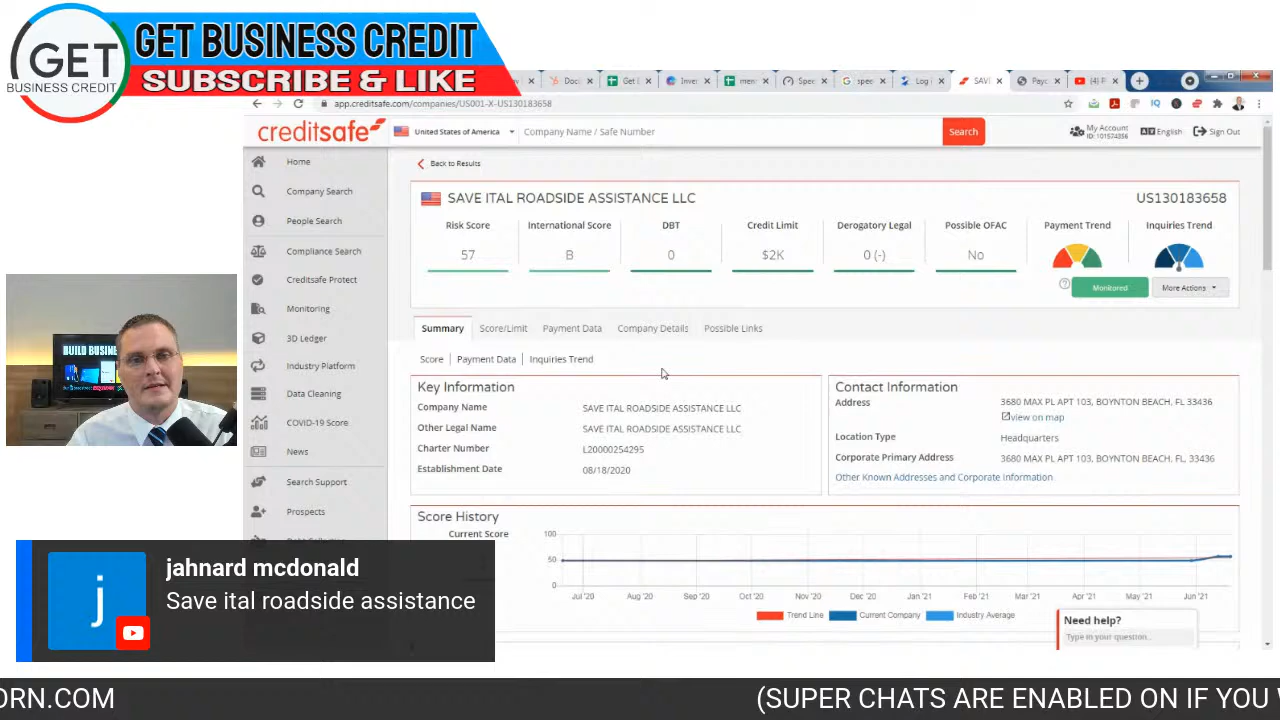 GET
BUSINESS CREDIT
GET BUSINESS CREDIT
SUBSCRIBE & LIKE
Get
Inver
Spec
Log i
SAVE
Payc
app.creditsafe.com/companies/US001-X-US130183658
IQ
creditsafe
United States of America
Company Name / Safe Number
Search
My Account
ID: 101574356
English
Sign Out
Home
Company Search
People Search
Compliance Search
Creditsafe Protect
Monitoring
3D Ledger
Industry Platform
Data Cleaning
COVID-19 Score
News
Search Support
Prospects
Back to Results
SAVE ITAL ROADSIDE ASSISTANCE LLC
US130183658
Risk Score
International Score
DBT
Credit Limit
Derogatory Legal
Possible OFAC
Payment Trend
Inquiries Trend
57
B
0
$2K
0 (-)
No
Monitored
More Actions
Summary
Score/Limit
Payment Data
Company Details
Possible Links
Score
Payment Data
Inquiries Trend
Key Information
Company Name
SAVE ITAL ROADSIDE ASSISTANCE LLC
Other Legal Name
SAVE ITAL ROADSIDE ASSISTANCE LLC
Charter Number
L20000254295
Establishment Date
08/18/2020
Contact Information
Address
3680 MAX PL APT 103, BOYNTON BEACH, FL 33436
view on map
Location Type
Headquarters
Corporate Primary Address
3680 MAX PL APT 103, BOYNTON BEACH, FL, 33436
Other Known Addresses and Corporate Information
Score History
Current Score
100
50
0
Jul '20
Aug '20
Sep '20
Oct '20
Nov '20
Dec '20
Jan '21
Feb '21
Mar '21
Apr '21
May '21
Jun '21
Trend Line
Current Company
Industry Average
Need help?
Type in your question...
BUILD BUSIN
j
jahnard mcdonald
Save ital roadside assistance
ORN.COM
(SUPER CHATS ARE ENABLED ON IF YOU